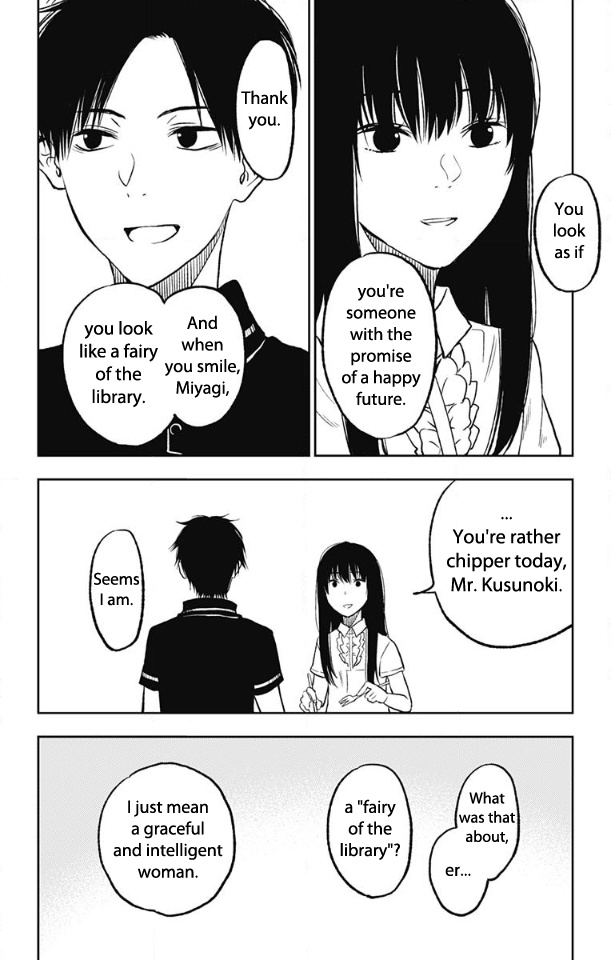 You
look
as if
you're
someone
with the
promise
of a happy
future.
Thank
you.
And
when
you smile,
Miyagi,
you look
like a fairy
of the
library.
...
You're rather
chipper today,
Mr. Kusunoki.
Seems
I am.
What
was that
about,
er...
a "fairy
of the
library"?
I just mean
a graceful
and intelligent
woman.